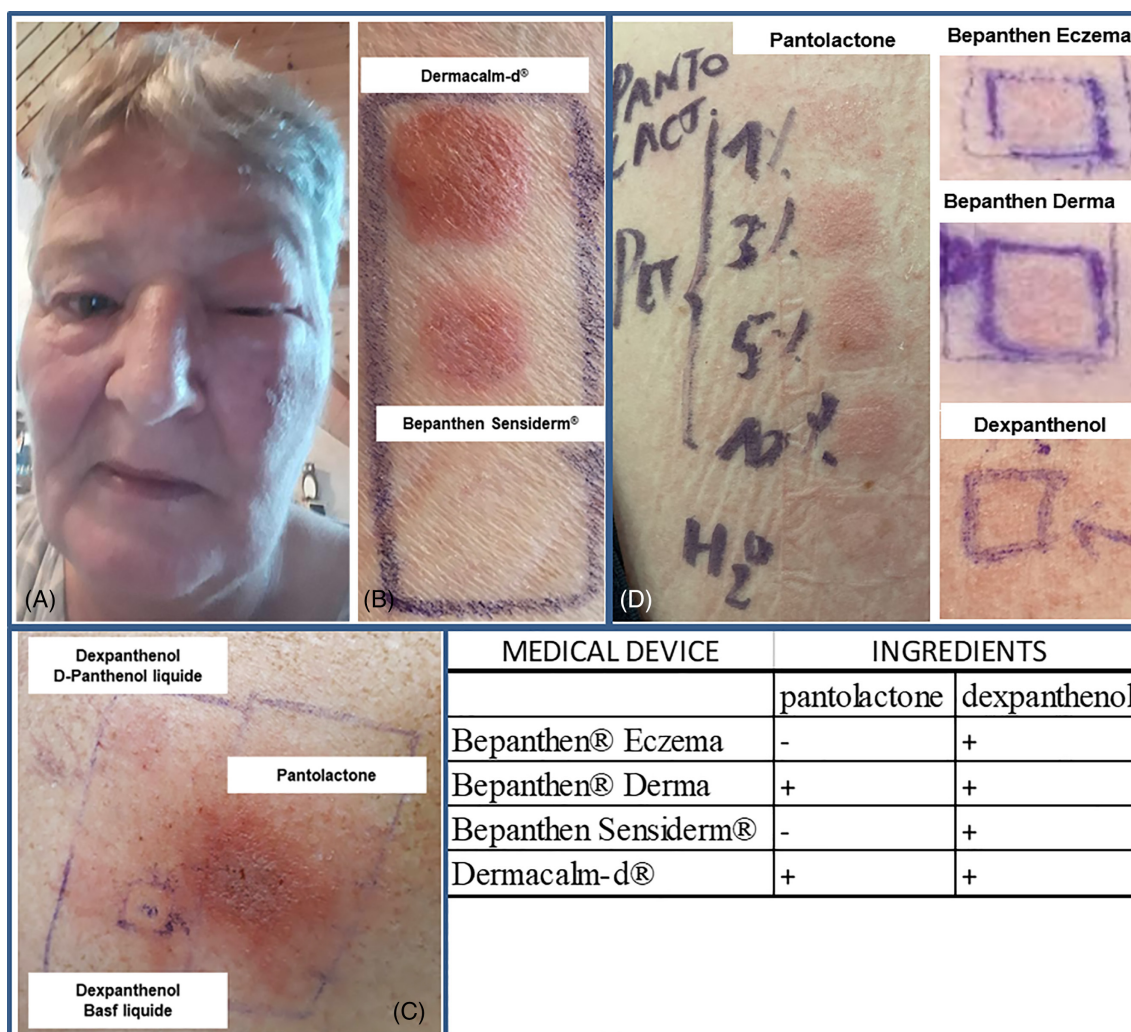 (A)
Dermacalm-d®
Bepanthen Sensiderm®
(B)
Pantolactone
PANTO
LACT
PET
1%
3%
5%
10%
H2O
(D)
Bepanthen Eczema
Bepanthen Derma
Dexpanthenol
Dexpanthenol
D-Panthenol liquide
Pantolactone
Dexpanthenol
Basf liquide
(C)
MEDICAL DEVICE INGREDIENTS
pantolactone dexpanthenol
Bepanthen® Eczema - +
Bepanthen® Derma + +
Bepanthen Sensiderm® - +
Dermacalm-d® + +